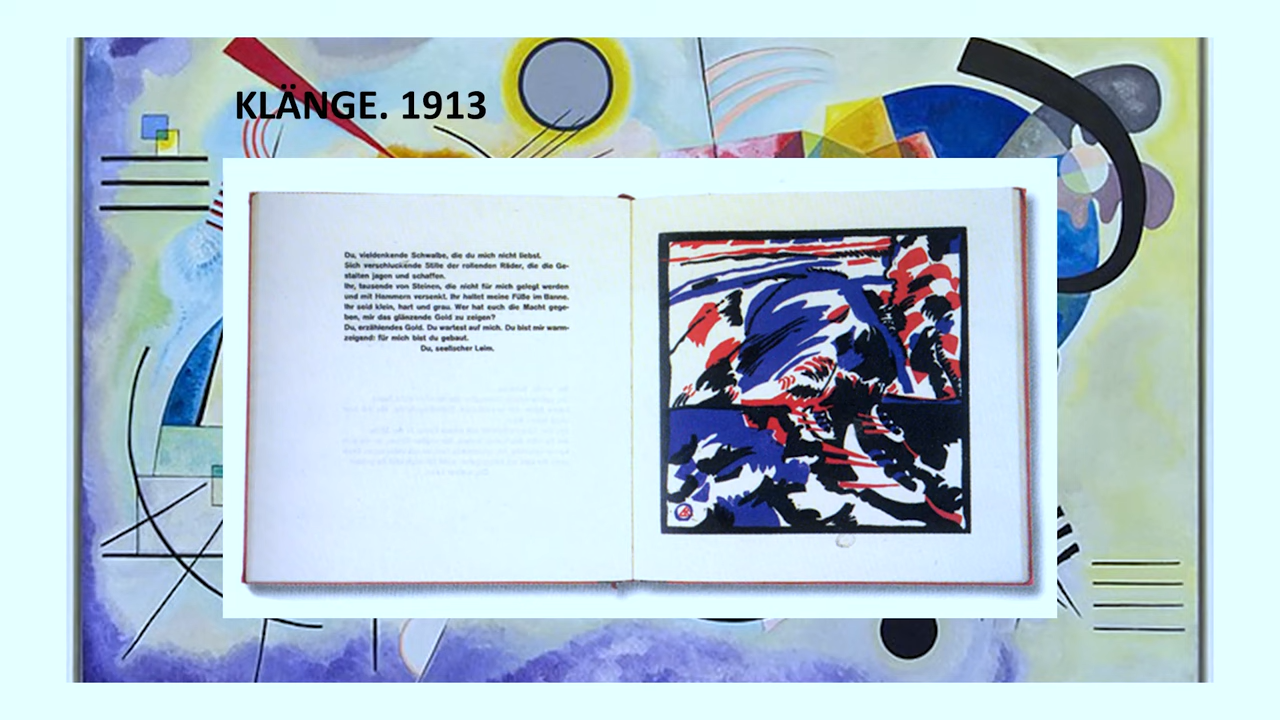 KLÄNGE. 1913
Du, vieldenkende Schwalbe, die du mich nicht liebst.
Sich verschluckende Stille der rollenden Räder, die die Ge-
stalten jagen und schaffen.
Ihr, tausende von Steinen, die nicht für mich gelegt werden
und mit Hammern versenkt. Ihr haltet meine Füße im Banne.
Ihr seid klein, hart und grau. Wer hat euch die Macht gege-
ben, mir das glänzende Gold zu zeigen?
Du, erzählendes Gold. Du wartest auf mich. Du bist mir warm-
zeigend: für mich bist du gebaut.
Du, seelischer Leim.